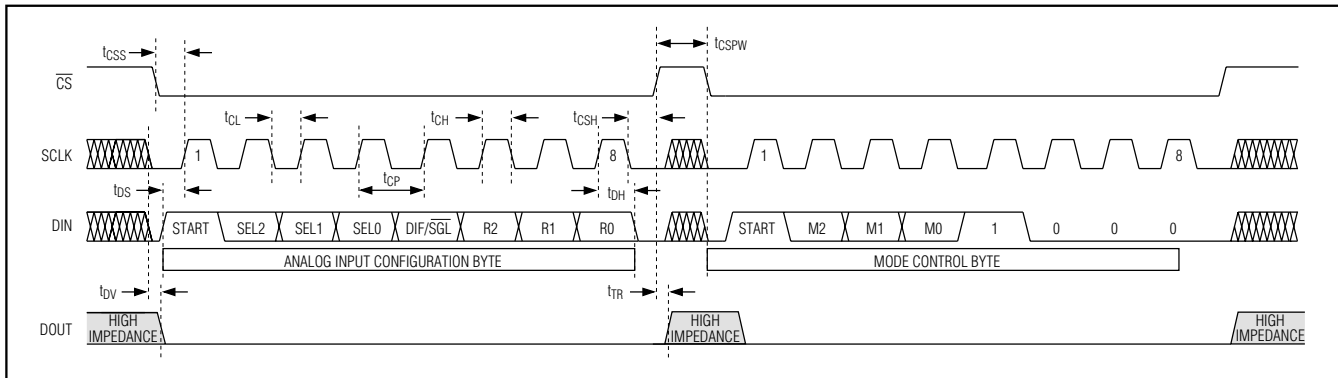 tCSS
tCSPW
CS
tCL
tCH
tCSH
SCLK
1
8
1
8
tDS
tCP
tDH
DIN
START
SEL2
SEL1
SEL0
DIF/SGL
R2
R1
R0
START
M2
M1
M0
1
0
0
0
ANALOG INPUT CONFIGURATION BYTE
MODE CONTROL BYTE
tDV
tTR
DOUT
HIGH
IMPEDANCE
HIGH
IMPEDANCE
HIGH
IMPEDANCE